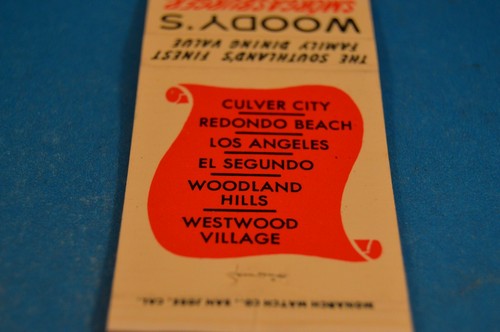 SMORGASBURGER
WOODY'S
FAMILY DINING VALUE
THE SOUTHLAND'S FINEST
CULVER CITY
REDONDO BEACH
LOS ANGELES
EL SEGUNDO
WOODLAND
HILLS
WESTWOOD
VILLAGE
MONARCH MATCH CO., SAN JOSE, CAL.